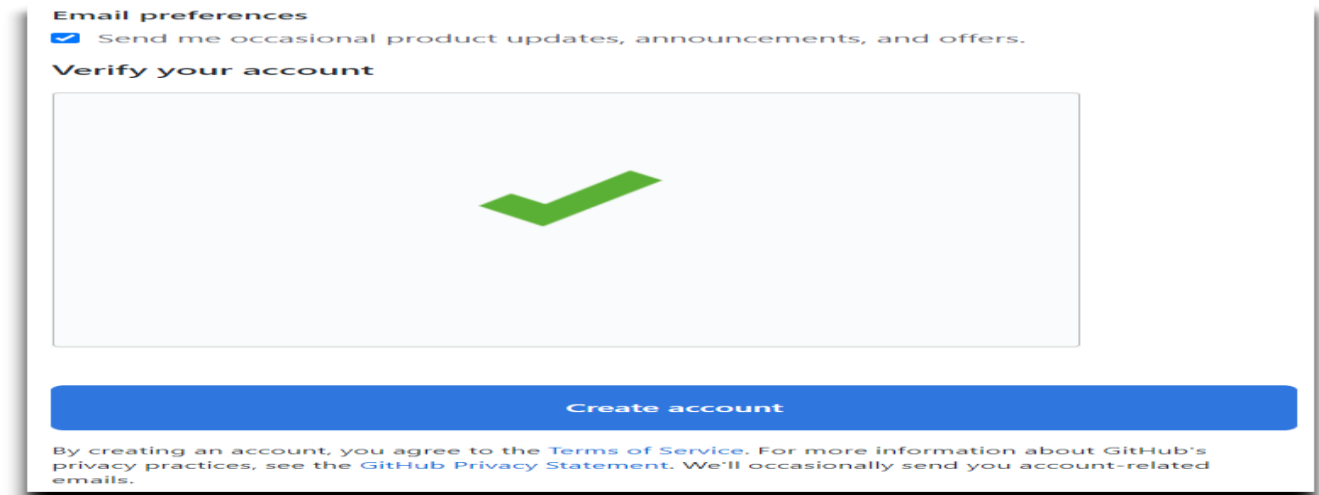 Email preferences
Send me occasional product updates, announcements, and offers.
Verify your account
Create account
By creating an account, you agree to the Terms of Service. For more information about GitHub's
privacy practices, see the GitHub Privacy Statement. We'll occasionally send you account-related
emails.